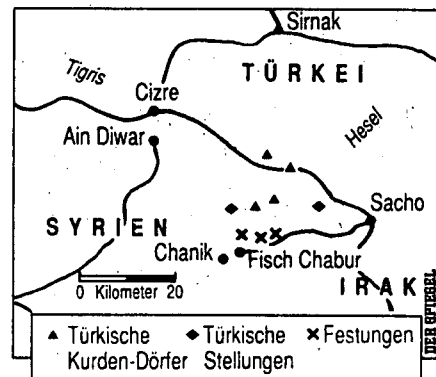 Sirnak
Tigris
TÜRKEI
Cizre
Hesel
Ain Diwar
Sacho
SYRIEN
Chanik
Fisch Chabur
0 Kilometer 20
IRAK
DER SPIEGEL
▲ Türkische Kurden-Dörfer
◆ Türkische Stellungen
✕ Festungen